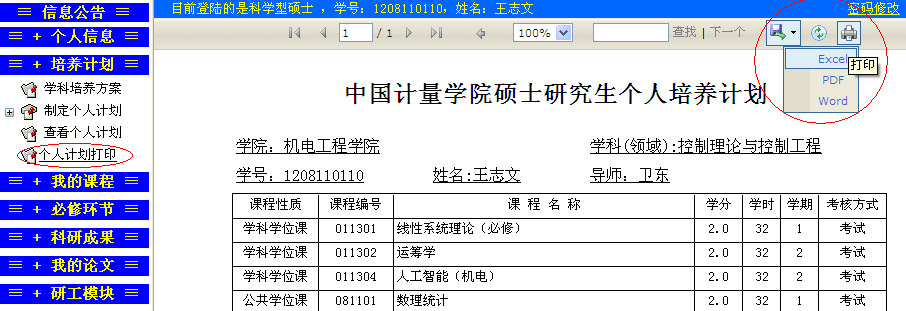 目前登陆的是科学型硕士 ，学号：1208110110，姓名：王志文 密码修改
信息公告
+ 个人信息
+ 培养计划
学科培养方案
制定个人计划
查看个人计划
个人计划打印
+ 我的课程
+ 必修环节
+ 科研成果
+ 我的论文
+ 研工模块
1 / 1 100% 查找 | 下一个
Excel
打印
PDF
Word
中国计量学院硕士研究生个人培养计划
学院：机电工程学院 学科(领域):控制理论与控制工程
学号：1208110110 姓名:王志文 导师：卫东
课程性质 课程编号 课 程 名 称 学分 学时 学期 考核方式
学科学位课 011301 线性系统理论（必修） 2.0 32 1 考试
学科学位课 011302 运筹学 2.0 32 2 考试
学科学位课 011304 人工智能（机电） 2.0 32 2 考试
公共学位课 081101 数理统计 2.0 32 1 考试